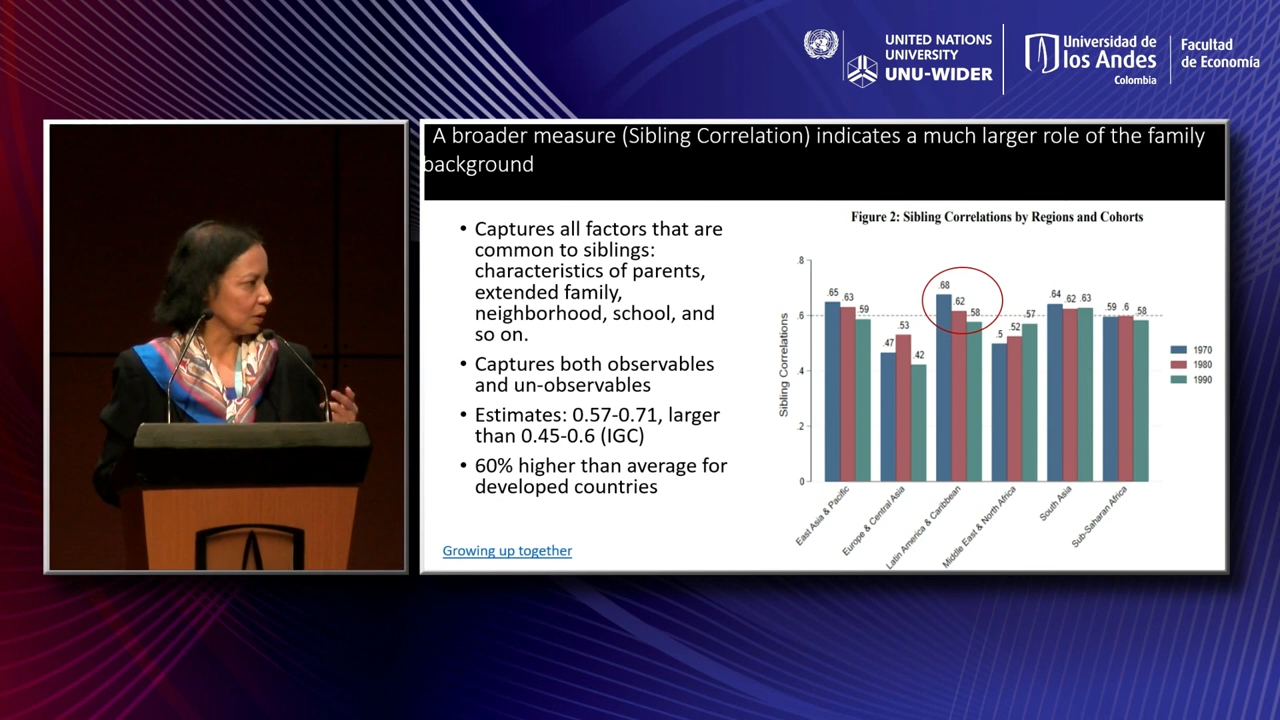 UNITED NATIONS
UNIVERSITY
UNU-WIDER
Universidad de
los Andes
Colombia
Facultad
de Economía
A broader measure (Sibling Correlation) indicates a much larger role of the family
background
• Captures all factors that are
common to siblings:
characteristics of parents,
extended family,
neighborhood, school, and
so on.
• Captures both observables
and un-observables
• Estimates: 0.57-0.71, larger
than 0.45-0.6 (IGC)
• 60% higher than average for
developed countries
Growing up together
Figure 2: Sibling Correlations by Regions and Cohorts
Sibling Correlations
.8
.6
.4
.2
0
.65 .63 .59
.47 .53 .42
.68 .62 .58
.5 .52 .57
.64 .62 .63
.59 .6 .58
East Asia & Pacific
Europe & Central Asia
Latin America & Caribbean
Middle East & North Africa
South Asia
Sub-Saharan Africa
1970
1980
1990